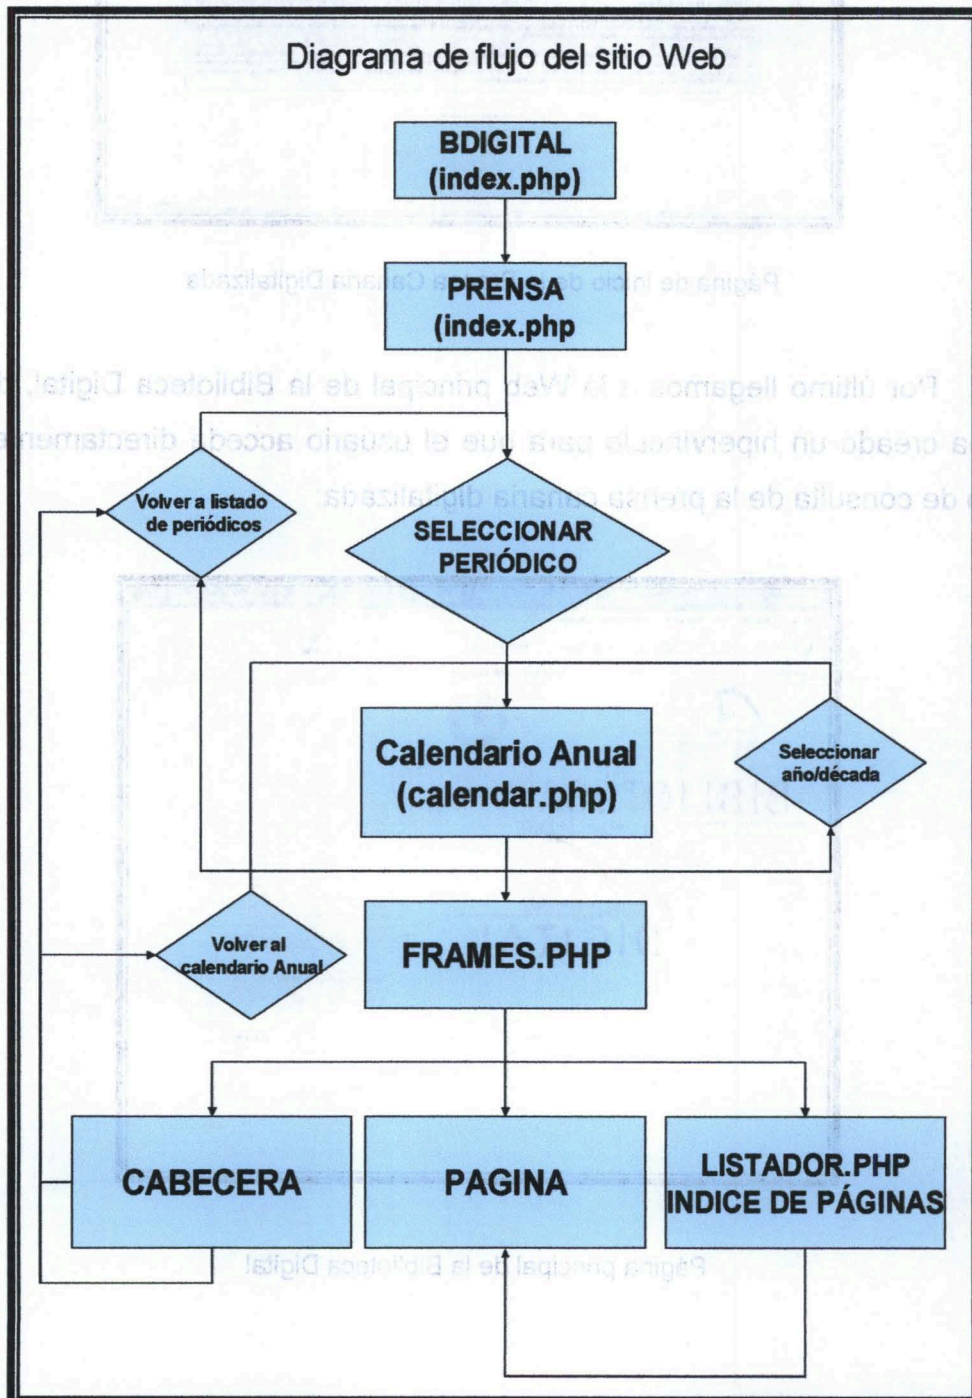 Diagrama de flujo del sitio Web
BDIGITAL
(index.php)
PRENSA
(index.php
Página de Inicio de la Prensa Canaria Digitalizada
Por último llegamos a la Web principal de la Biblioteca Digital,
creado un hipervínculo para que el usuario acceda directamente
de consulta de la prensa canaria digitalizada:
Volver a listado
de periódicos
SELECCIONAR
PERIÓDICO
Calendario Anual
(calendar.php)
Seleccionar
año/década
Volver al
calendario Anual
FRAMES.PHP
DIGITAL
CABECERA
PAGINA
LISTADOR.PHP
INDICE DE PÁGINAS
Página principal de la Biblioteca Digital